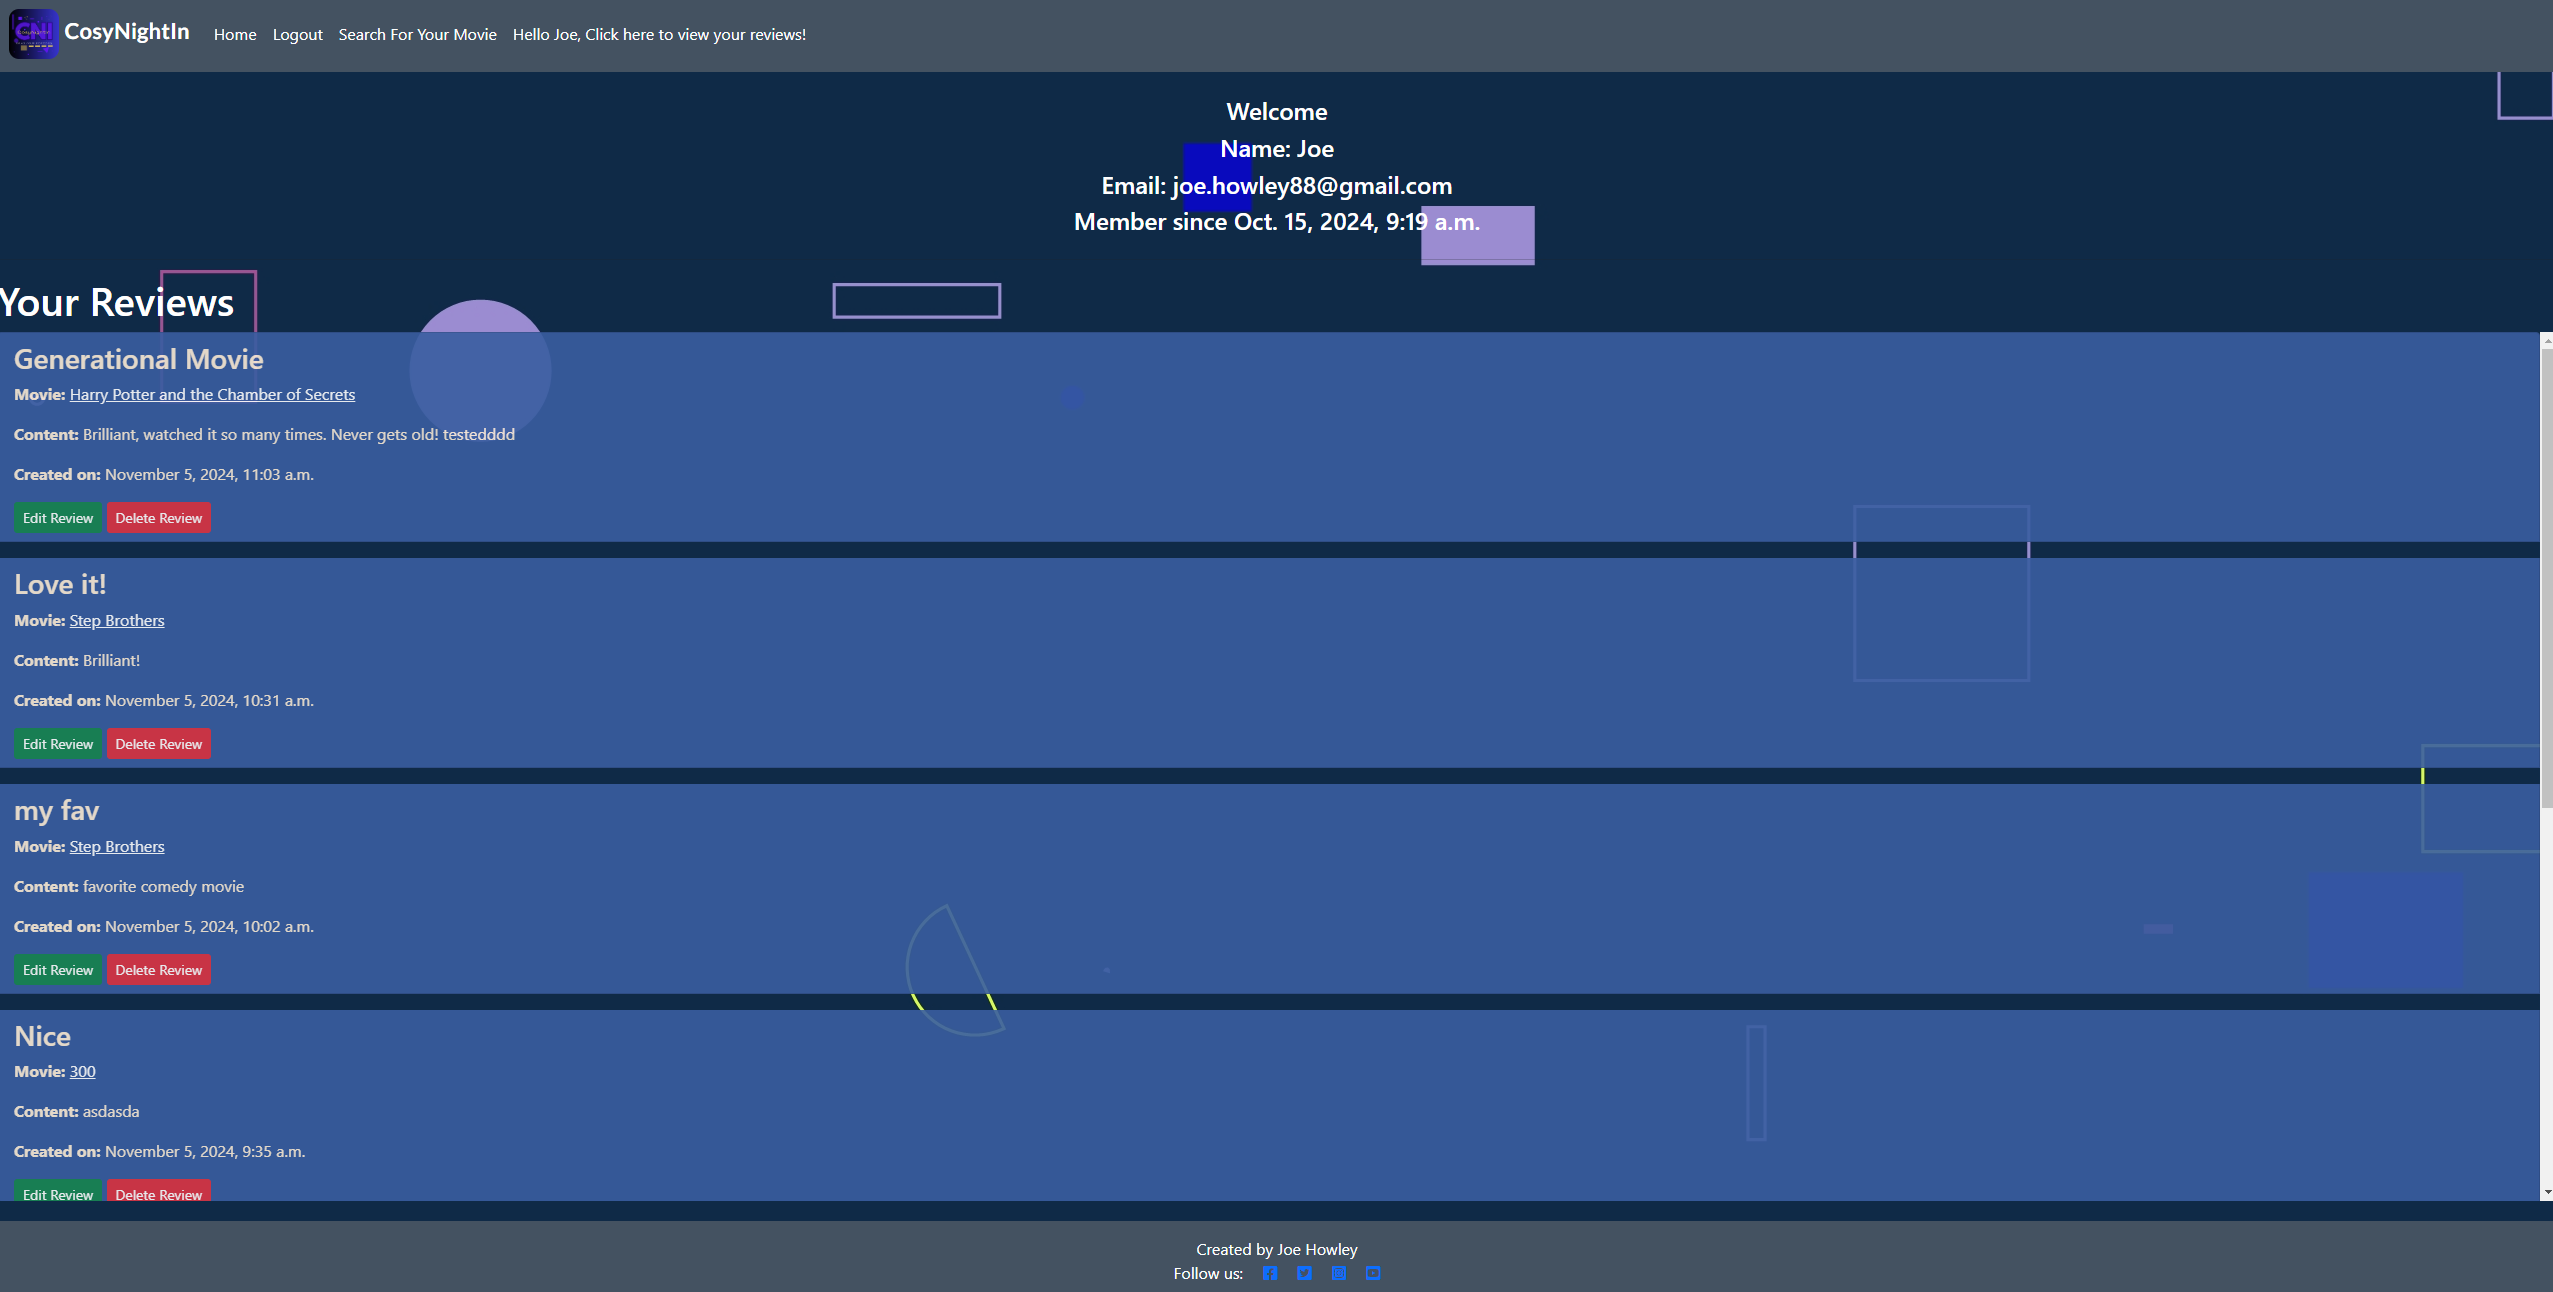 CNI
CosyNightIn
Home
Logout
Search For Your Movie
Hello Joe, Click here to view your reviews!
Welcome
Name: Joe
Email: joe.howley88@gmail.com
Member since Oct. 15, 2024, 9:19 a.m.
Your Reviews
Generational Movie
Movie: Harry Potter and the Chamber of Secrets
Content: Brilliant, watched it so many times. Never gets old! testedddd
Created on: November 5, 2024, 11:03 a.m.
Edit Review
Delete Review
Love it!
Movie: Step Brothers
Content: Brilliant!
Created on: November 5, 2024, 10:31 a.m.
Edit Review
Delete Review
my fav
Movie: Step Brothers
Content: favorite comedy movie
Created on: November 5, 2024, 10:02 a.m.
Edit Review
Delete Review
Nice
Movie: 300
Content: asdasda
Created on: November 5, 2024, 9:35 a.m.
Edit Review
Delete Review
Created by Joe Howley
Follow us: